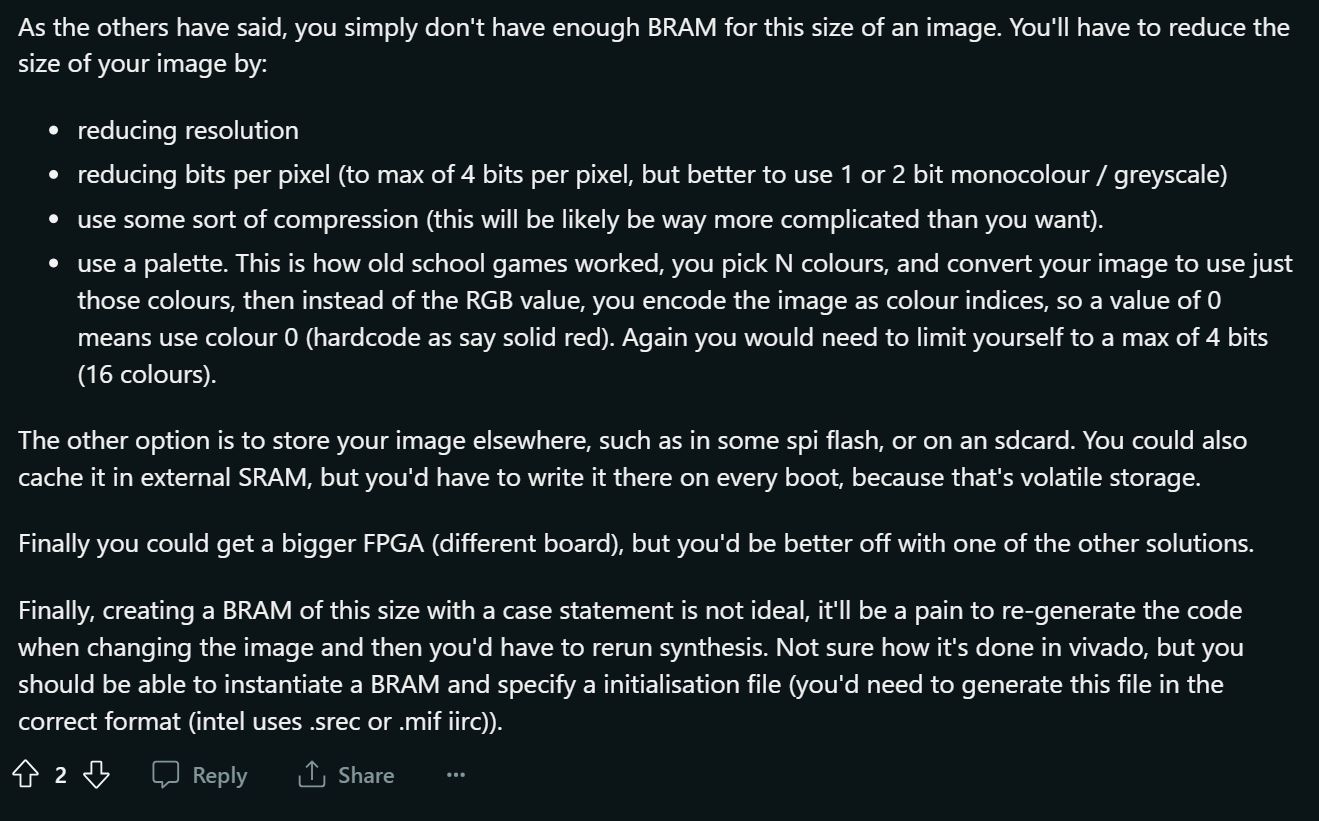 As the others have said, you simply don't have enough BRAM for this size of an image. You'll have to reduce the
size of your image by:
• reducing resolution
• reducing bits per pixel (to max of 4 bits per pixel, but better to use 1 or 2 bit monocolour / greyscale)
• use some sort of compression (this will be likely be way more complicated than you want).
• use a palette. This is how old school games worked, you pick N colours, and convert your image to use just
those colours, then instead of the RGB value, you encode the image as colour indices, so a value of 0
means use colour 0 (hardcode as say solid red). Again you would need to limit yourself to a max of 4 bits
(16 colours).
The other option is to store your image elsewhere, such as in some spi flash, or on an sdcard. You could also
cache it in external SRAM, but you'd have to write it there on every boot, because that's volatile storage.
Finally you could get a bigger FPGA (different board), but you'd be better off with one of the other solutions.
Finally, creating a BRAM of this size with a case statement is not ideal, it'll be a pain to re-generate the code
when changing the image and then you'd have to rerun synthesis. Not sure how it's done in vivado, but you
should be able to instantiate a BRAM and specify a initialisation file (you'd need to generate this file in the
correct format (intel uses .srec or .mif iirc)).
2 Reply Share ...